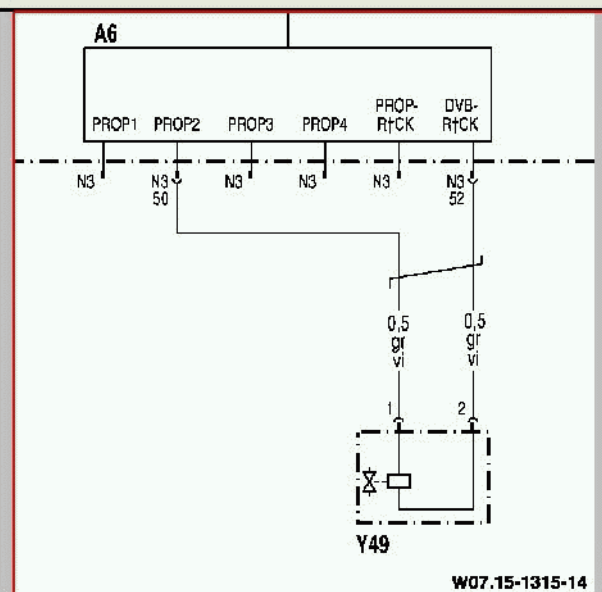 A6
PROP- DVB-
PROP1 PROP2 PROP3 PROP4 R†CK R†CK
N3 N3 N3 N3 N3 N3
50 52
0,5 0,5
gr gr
vi vi
1 2
Y49
W07.15-1315-14